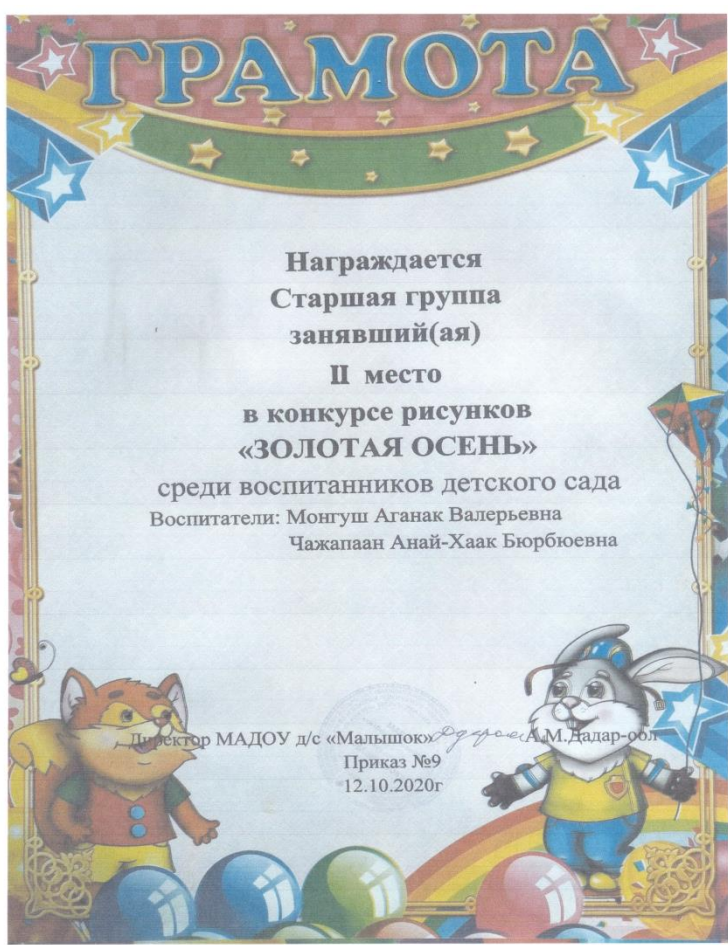 ГРАМОТА
Награждается
Старшая группа
занявший(ая)
II место
в конкурсе рисунков
«ЗОЛОТАЯ ОСЕНЬ»
среди воспитанников детского сада
Воспитатели: Монгуш Аганак Валерьевна
Чажапаан Анай-Хаак Бюрбюевна
Директор МАДОУ д/с «Малышок» А.М.Дадар-оол
Приказ №9
12.10.2020г